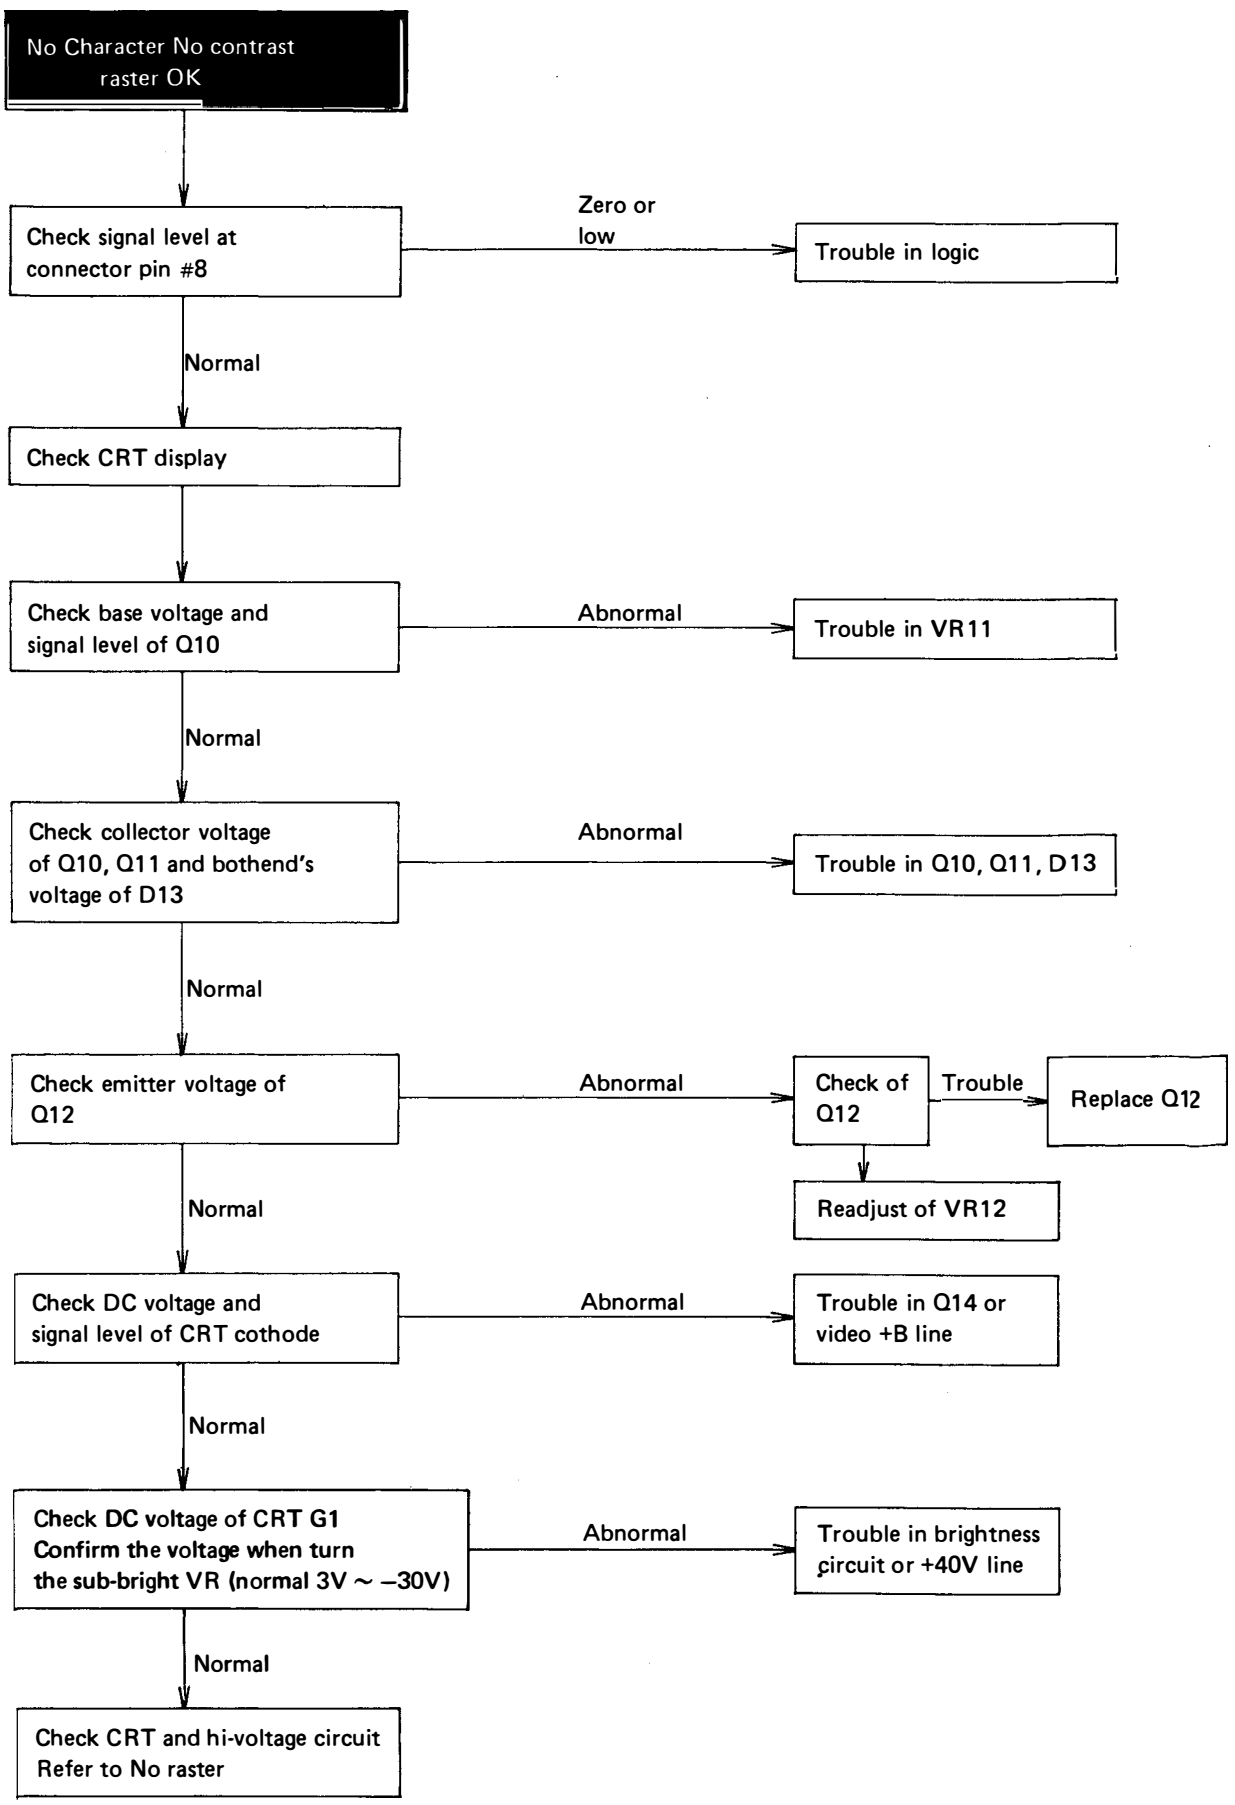 No Character No contrast
raster OK
Check signal level at
connector pin #8
Zero or
low
Trouble in logic
Normal
Check CRT display
Check base voltage and
signal level of Q10
Abnormal
Trouble in VR11
Normal
Check collector voltage
of Q10, Q11 and bothend's
voltage of D13
Abnormal
Trouble in Q10, Q11, D13
Normal
Check emitter voltage of
Q12
Abnormal
Check of
Q12
Trouble
Replace Q12
Readjust of VR12
Normal
Check DC voltage and
signal level of CRT cothode
Abnormal
Trouble in Q14 or
video +B line
Normal
Check DC voltage of CRT G1
Confirm the voltage when turn
the sub-bright VR (normal 3V ~ −30V)
Abnormal
Trouble in brightness
circuit or +40V line
Normal
Check CRT and hi-voltage circuit
Refer to No raster